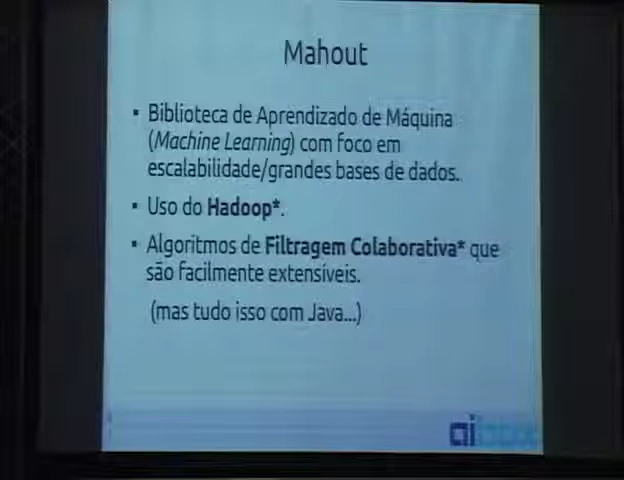 Mahout
▪ Biblioteca de Aprendizado de Máquina
(Machine Learning) com foco em
escalabilidade/grandes bases de dados.
▪ Uso do Hadoop*.
▪ Algoritmos de Filtragem Colaborativa* que
são facilmente extensíveis.
(mas tudo isso com Java...)